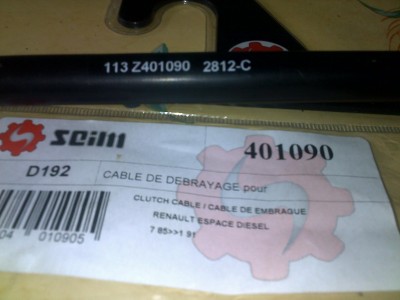 113 Z401090 2812-C
SEIM
401090
D192
CABLE DE DEBRAYAGE pour
CLUTCH CABLE / CABLE DE EMBRAGUE
RENAULT ESPACE DIESEL
7 85>>1 91
04 010905